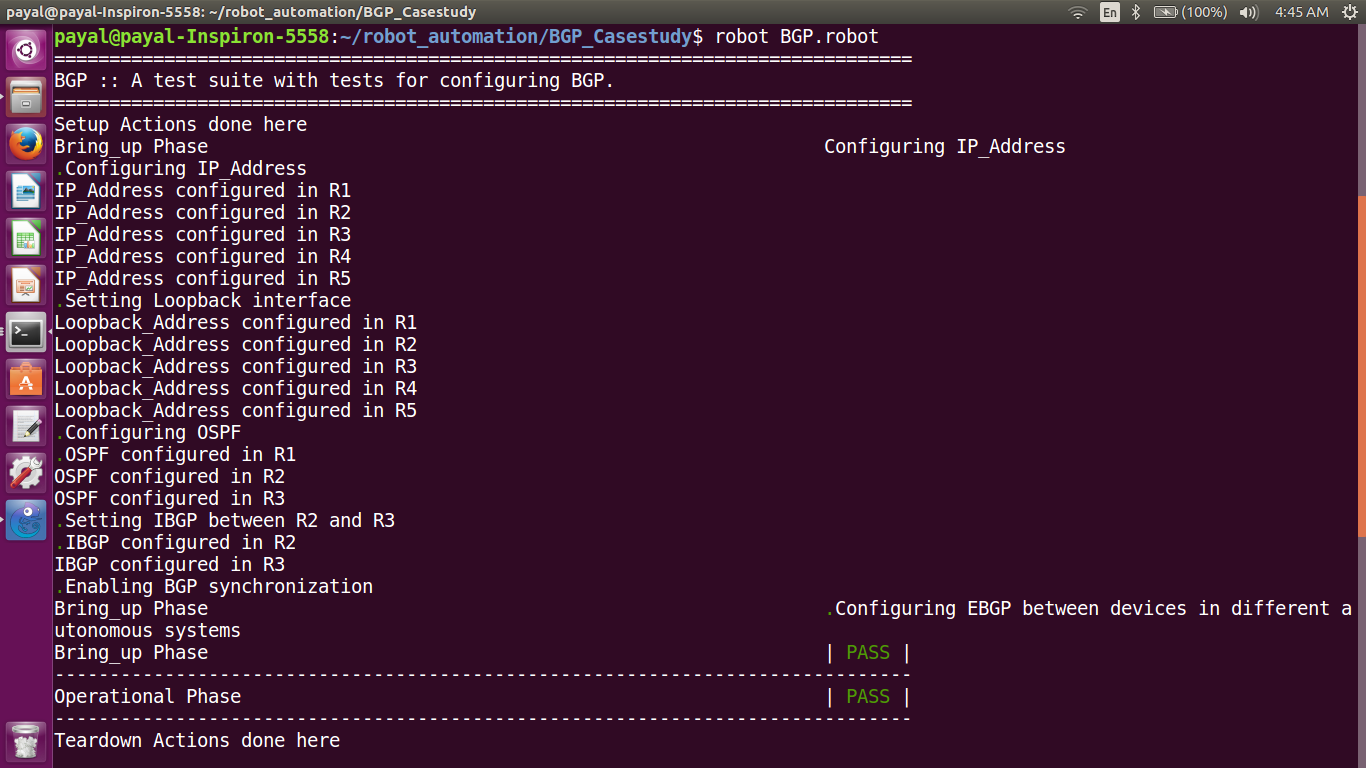 payal@payal-Inspiron-5558: ~/robot_automation/BGP_Casestudy En (100%) 4:45 AM
payal@payal-Inspiron-5558:~/robot_automation/BGP_Casestudy$ robot BGP.robot
==============================================================================
BGP :: A test suite with tests for configuring BGP.
==============================================================================
Setup Actions done here
Bring_up Phase Configuring IP_Address
.Configuring IP_Address
IP_Address configured in R1
IP_Address configured in R2
IP_Address configured in R3
IP_Address configured in R4
IP_Address configured in R5
.Setting Loopback interface
Loopback_Address configured in R1
Loopback_Address configured in R2
Loopback_Address configured in R3
Loopback_Address configured in R4
Loopback_Address configured in R5
.Configuring OSPF
.OSPF configured in R1
OSPF configured in R2
OSPF configured in R3
.Setting IBGP between R2 and R3
.IBGP configured in R2
IBGP configured in R3
.Enabling BGP synchronization
Bring_up Phase .Configuring EBGP between devices in different a
utonomous systems
Bring_up Phase | PASS |
------------------------------------------------------------------------------
Operational Phase | PASS |
------------------------------------------------------------------------------
Teardown Actions done here